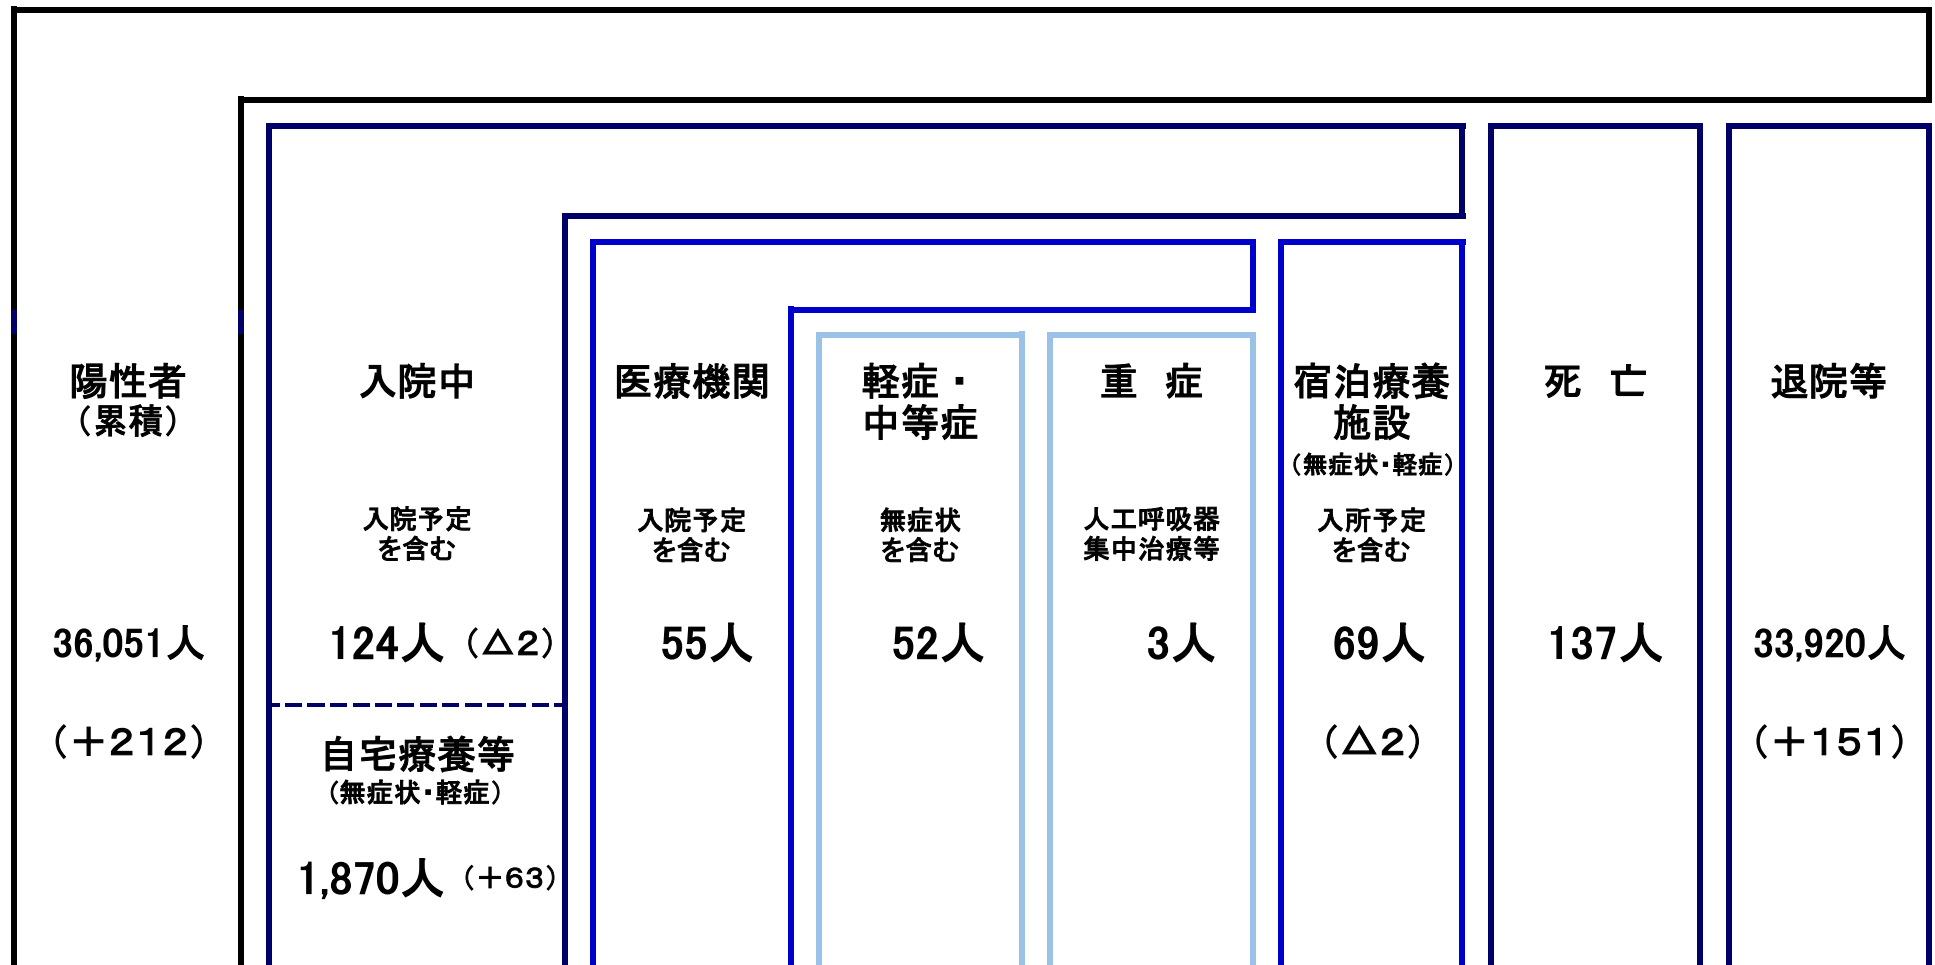 陽性者
（累積）
36,051人
（＋212）
入院中
入院予定
を含む
124人（△2）
自宅療養等
（無症状・軽症）
1,870人（＋63）
医療機関
入院予定
を含む
55人
軽症・
中等症
無症状
を含む
52人
重　症
人工呼吸器
集中治療等
3人
宿泊療養
施設
（無症状・軽症）
入所予定
を含む
69人
（△2）
死　亡
137人
退院等
33,920人
（＋151）